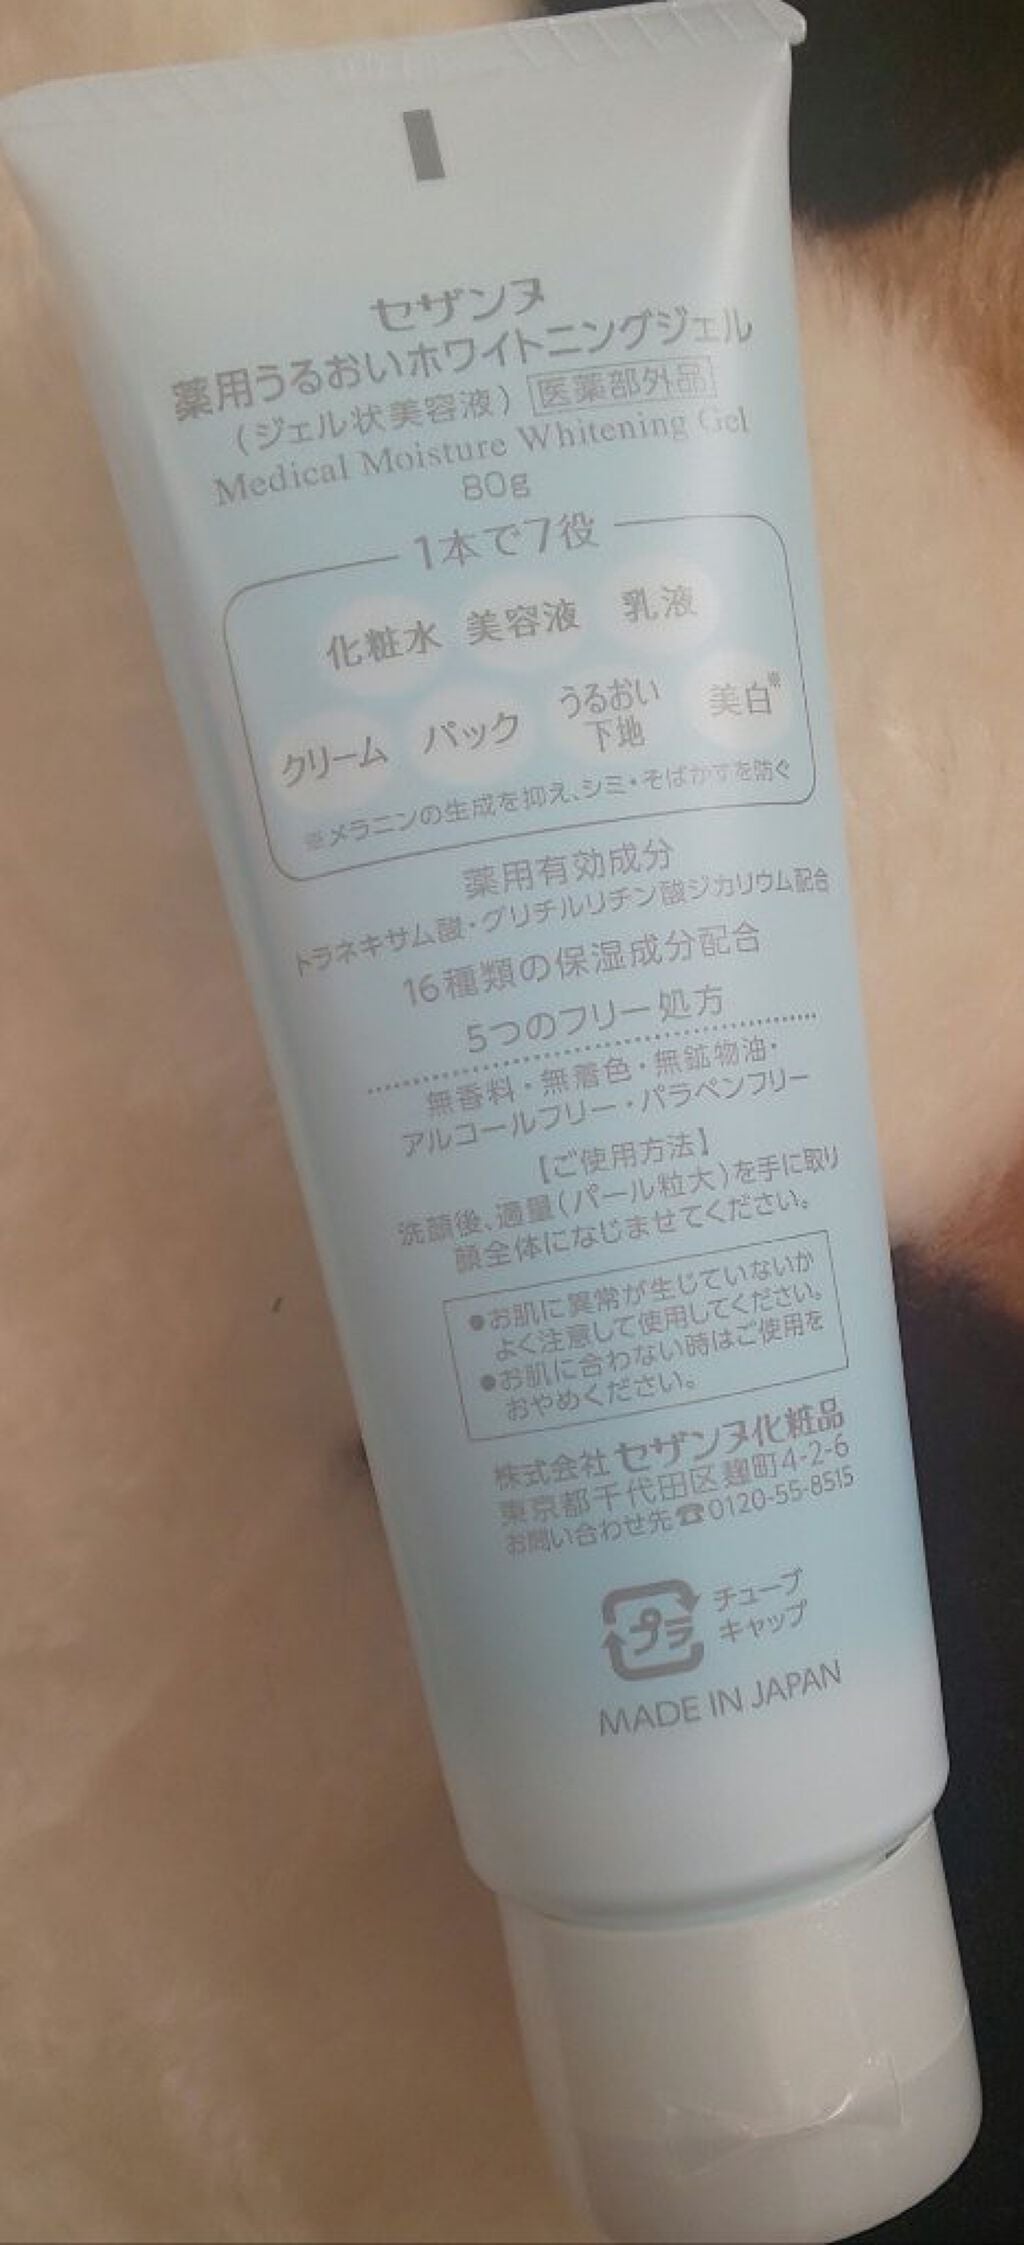 セザンヌ
薬用うるおいホワイトニングジェル
(ジェル状美容液) 医薬部外品
Medical Moisture Whitening Gel
80g
1本で7役
化粧水 美容液 乳液
クリーム パック うるおい下地 美白※
※メラニンの生成を抑え、シミ・そばかすを防ぐ
薬用有効成分
トラネキサム酸・グリチルリチン酸ジカリウム配合
16種類の保湿成分配合
5つのフリー処方
無香料・無着色・無鉱物油・
アルコールフリー・パラベンフリー
【ご使用方法】
洗顔後、適量(パール粒大)を手に取り
顔全体になじませてください。
●お肌に異常が生じていないか
よく注意して使用してください。
●お肌に合わない時はご使用を
おやめください。
株式会社 セザンヌ化粧品
東京都千代田区麹町4-2-6
お問い合わせ先☎0120-55-8515
プラ チューブ
キャップ
MADE IN JAPAN